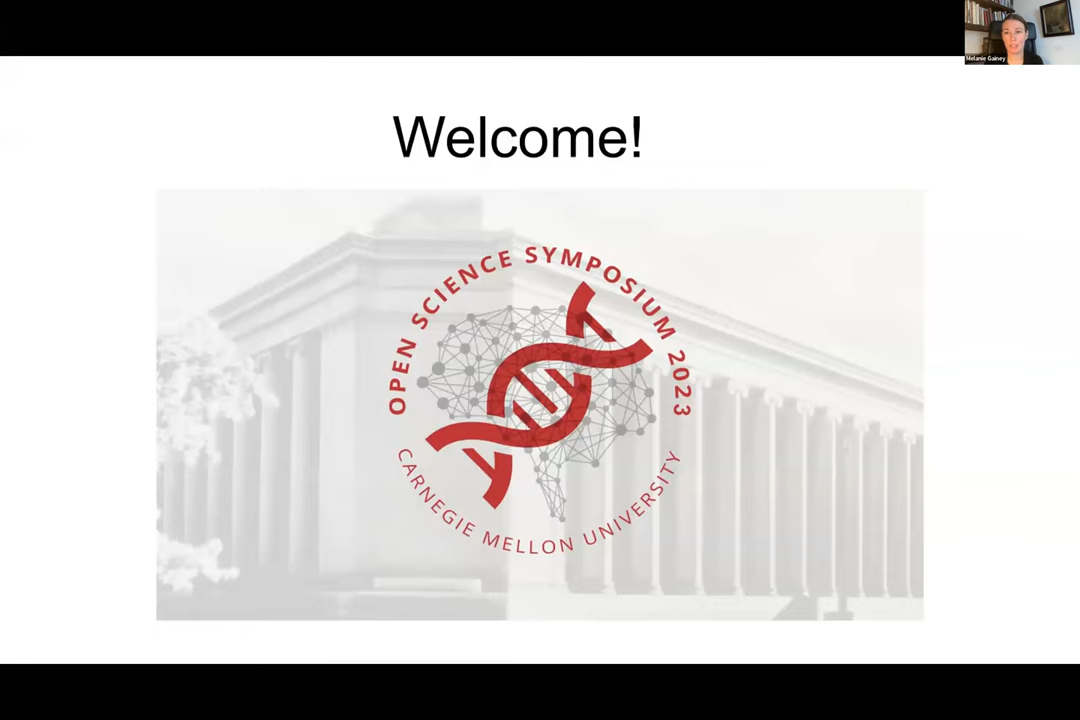 Melanie Gainey
Welcome!
OPEN SCIENCE SYMPOSIUM 2023
CARNEGIE MELLON UNIVERSITY